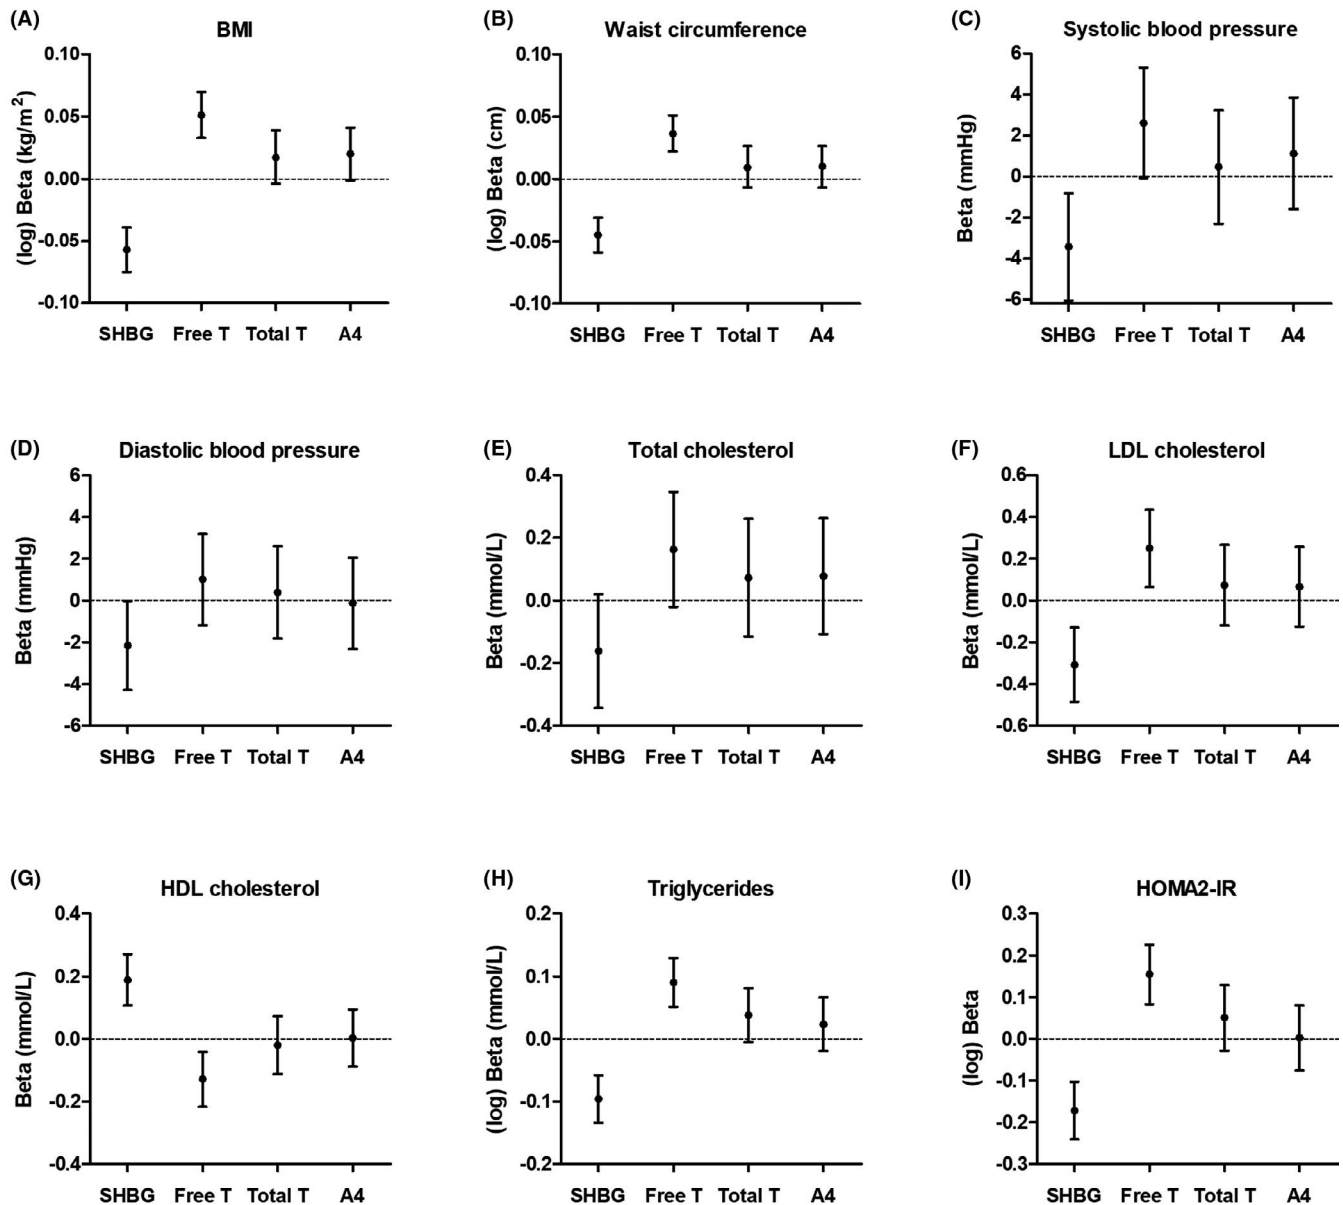 (A)
BMI
(log) Beta (kg/m²)
0.10
0.05
0.00
-0.05
-0.10
SHBG Free T Total T A4
(B)
Waist circumference
(log) Beta (cm)
0.10
0.05
0.00
-0.05
-0.10
SHBG Free T Total T A4
(C)
Systolic blood pressure
Beta (mmHg)
6
4
2
0
-2
-4
-6
SHBG Free T Total T A4
(D)
Diastolic blood pressure
Beta (mmHg)
6
4
2
0
-2
-4
-6
SHBG Free T Total T A4
(E)
Total cholesterol
Beta (mmol/L)
0.4
0.2
0.0
-0.2
-0.4
SHBG Free T Total T A4
(F)
LDL cholesterol
Beta (mmol/L)
0.6
0.4
0.2
0.0
-0.2
-0.4
-0.6
SHBG Free T Total T A4
(G)
HDL cholesterol
Beta (mmol/L)
0.4
0.2
0.0
-0.2
-0.4
SHBG Free T Total T A4
(H)
Triglycerides
(log) Beta (mmol/L)
0.2
0.1
0.0
-0.1
-0.2
SHBG Free T Total T A4
(I)
HOMA2-IR
(log) Beta
0.3
0.2
0.1
0.0
-0.1
-0.2
-0.3
SHBG Free T Total T A4